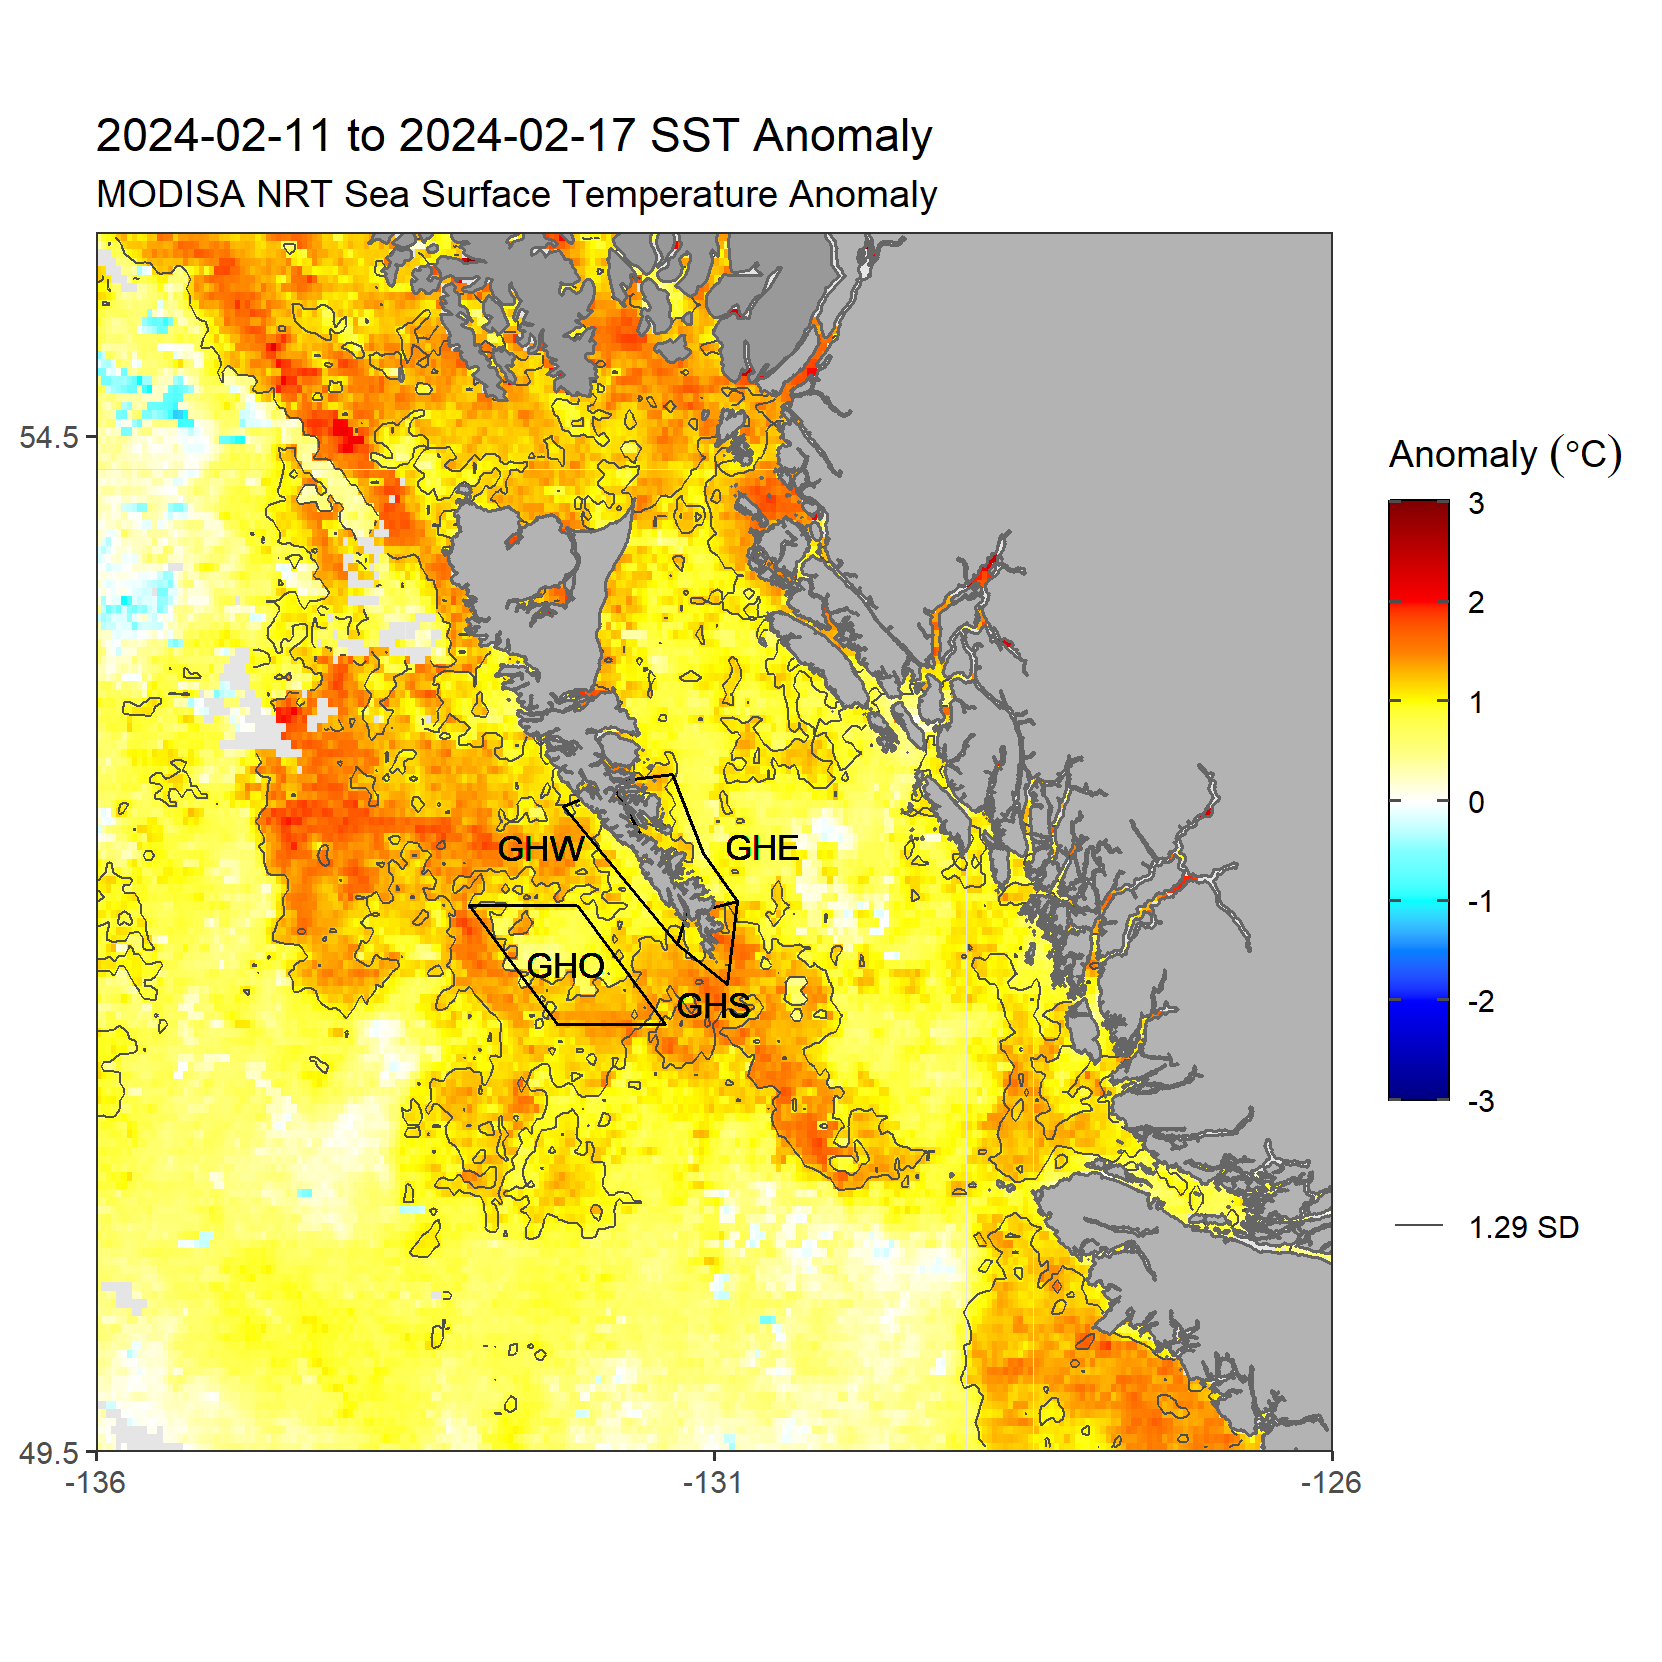 2024-02-11 to 2024-02-17 SST Anomaly
MODISA NRT Sea Surface Temperature Anomaly
54.5
49.5
-136
-131
-126
GHW
GHE
GHO
GHS
Anomaly (°C)
3
2
1
0
-1
-2
-3
1.29 SD